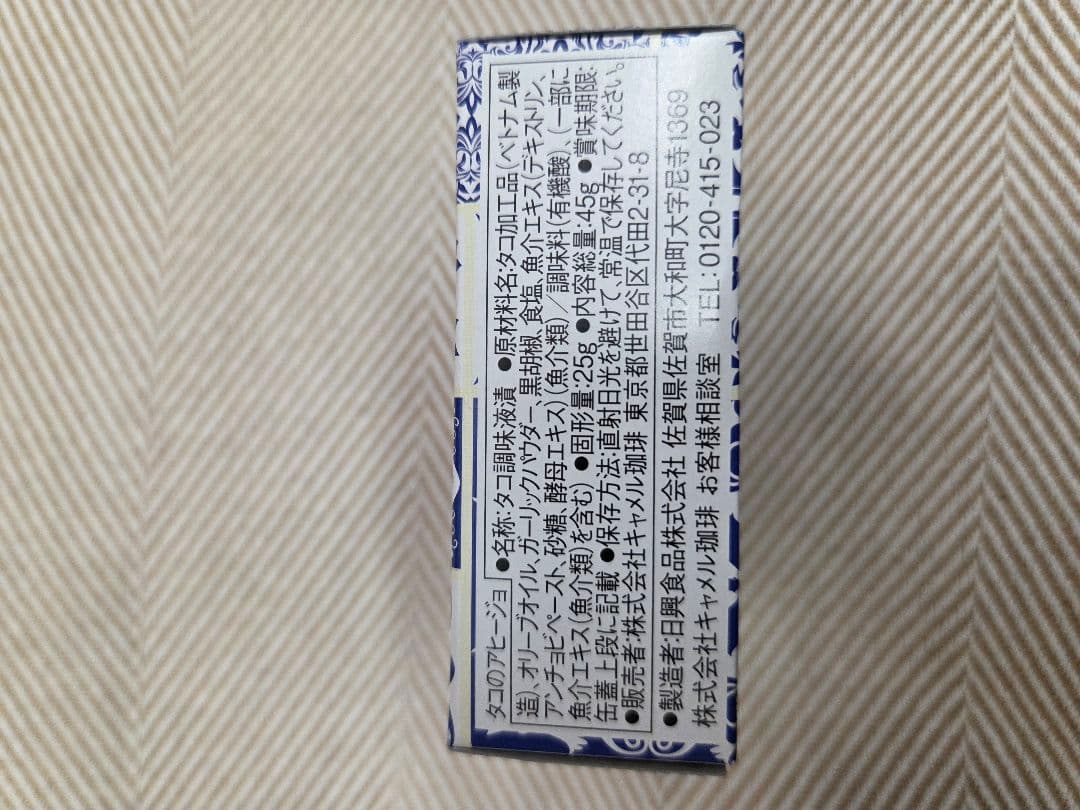 タコのアヒージョ ●名称:タコ調味液漬 ●原材料名:タコ加工品(ベトナム製
造)、オリーブオイル、ガーリックパウダー、黒胡椒、食塩、魚介エキス(デキストリン、
アンチョビペースト、砂糖、酵母エキス)(魚介類)/調味料(有機酸)、(一部に
魚介エキス(魚介類)を含む) ●固形量:25g ●内容総量:45g ●賞味期限:
缶蓋上段に記載 ●保存方法:直射日光を避けて、常温で保存してください。
●販売者:株式会社キャメル珈琲 東京都世田谷区代田2-31-8
●製造者:日興食品株式会社 佐賀県佐賀市大和町大字尼寺1369
株式会社キャメル珈琲 お客様相談室 TEL:0120-415-023